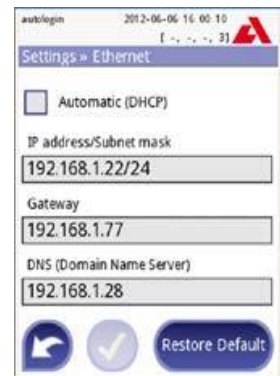 autologin 2012-06-06 16:00:10
[ -, -, -, 3]
Settings » Ethernet
Automatic (DHCP)
IP address/Subnet mask
192.168.1.22/24
Gateway
192.168.1.77
DNS (Domain Name Server)
192.168.1.28
Restore Default